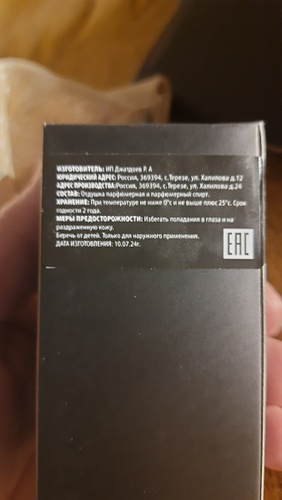 ИЗГОТОВИТЕЛЬ: ИП Джатдоев Р. А
ЮРИДИЧЕСКИЙ АДРЕС: Россия, 369394, с.Терезе, ул. Халилова д.12
АДРЕС ПРОИЗВОДСТВА:Россия, 369394, с.Терезе, ул. Халилова д.24
СОСТАВ: Отдушка парфюмерная и парфюмерный спирт.
ХРАНЕНИЕ: При температуре не ниже 0°с и не выше плюс 25°с. Срок
годности 2 года.
МЕРЫ ПРЕДОСТОРОЖНОСТИ: Избегать попадания в глаза и на
раздраженную кожу.
Беречь от детей. Только для наружного применения.
ДАТА ИЗГОТОВЛЕНИЯ: 10.07.24г.
ЕАС